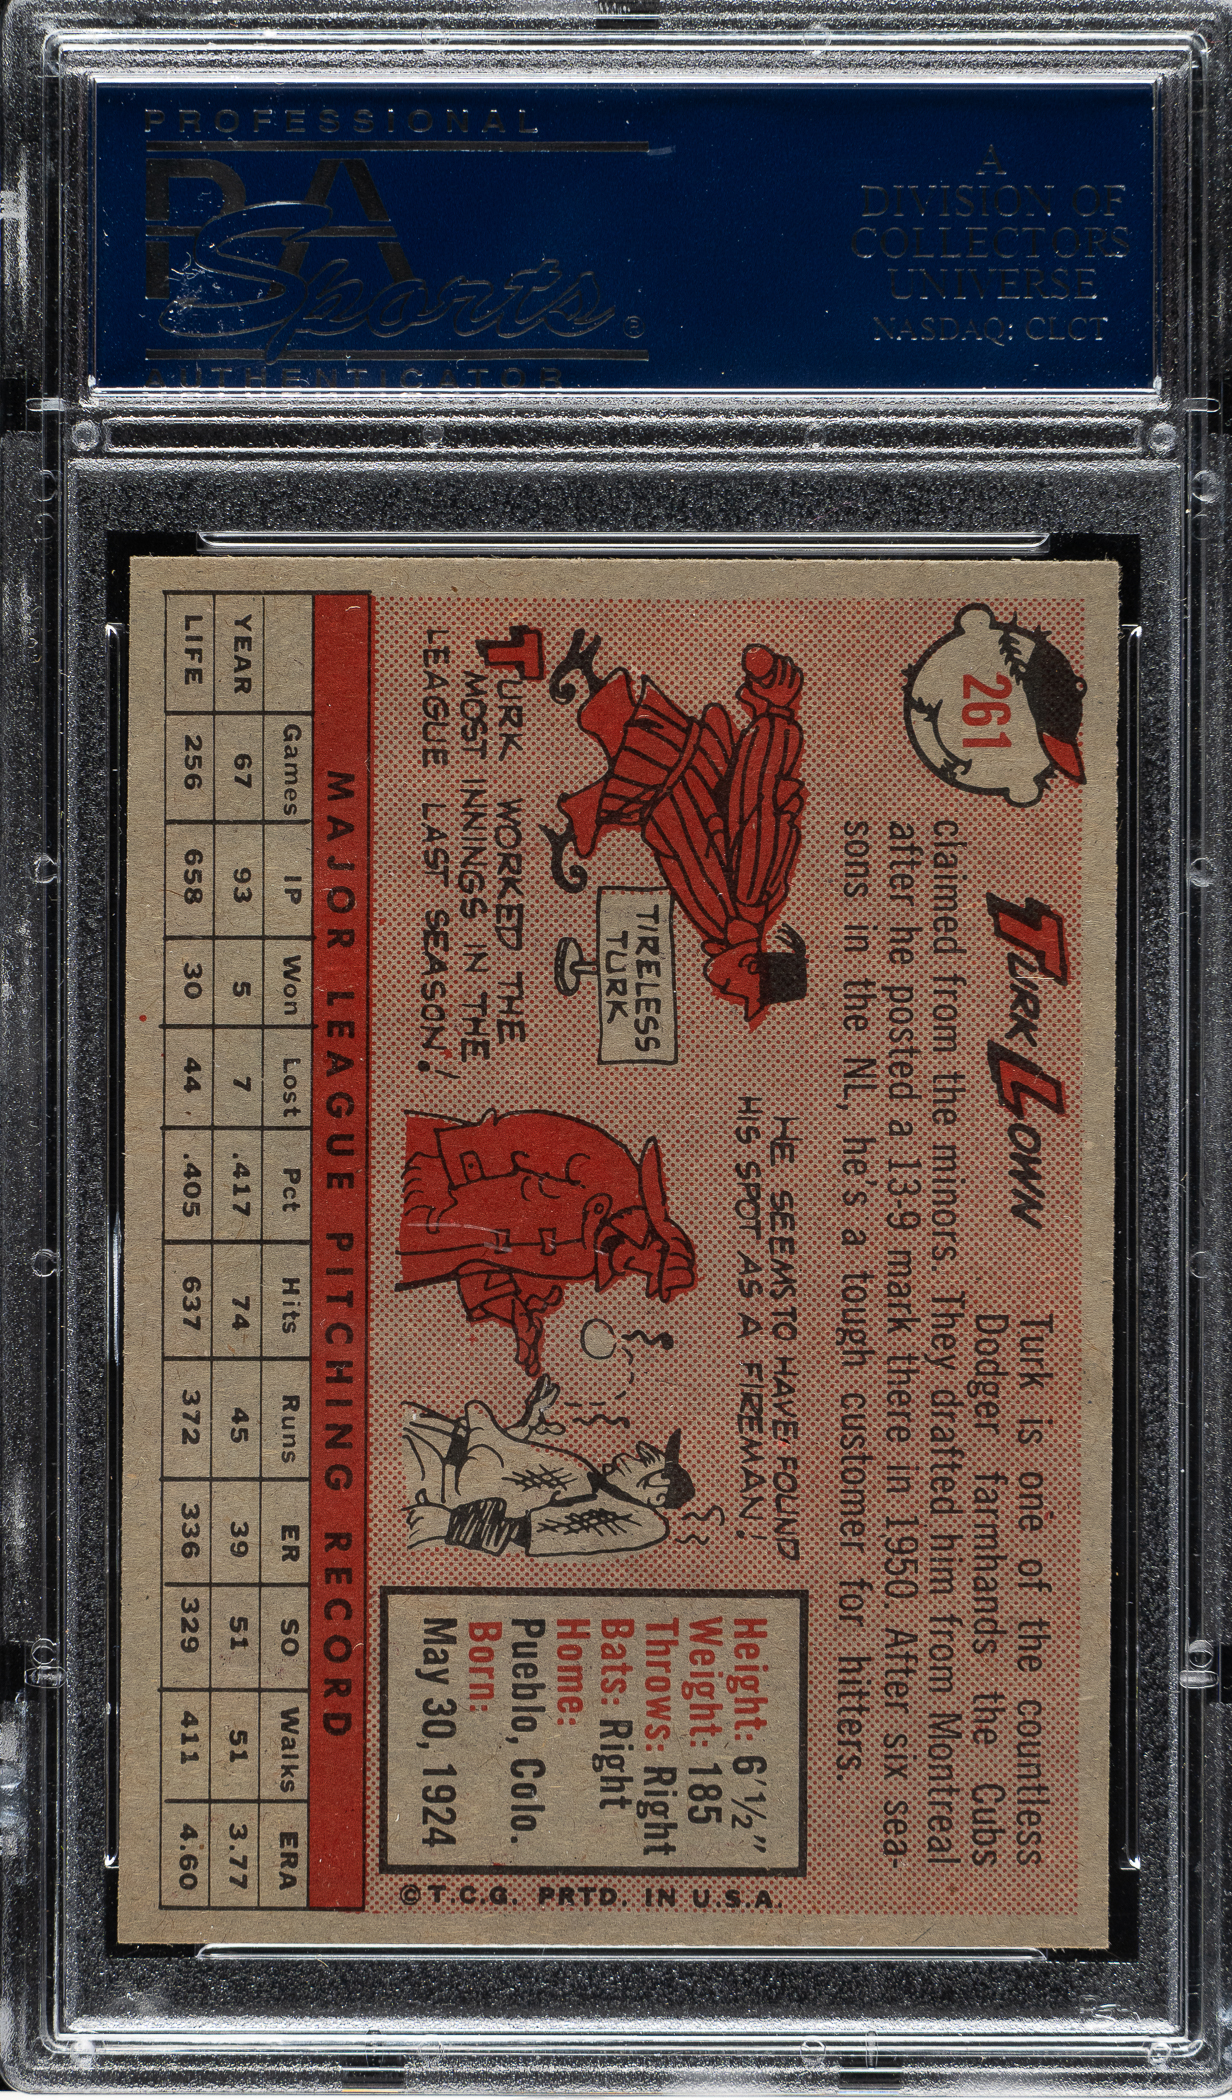 PROFESSIONAL
PSA
Sports®
AUTHENTICATOR
A
DIVISION OF
COLLECTORS
UNIVERSE
NASDAQ: CLCT
261
TURK LOWN
Turk is one of the countless
Dodger farmhands the Cubs
claimed from the minors. They drafted him from Montreal
after he posted a 13-9 mark there in 1950. After six sea-
sons in the NL, he's a tough customer for hitters.
TIRELESS
TURK
TURK WORKED THE
MOST INNINGS IN THE
LEAGUE LAST SEASON!
HE SEEMS TO HAVE FOUND
HIS SPOT AS A FIREMAN!
Height: 6'1½"
Weight: 185
Throws: Right
Bats: Right
Home:
Pueblo, Colo.
Born:
May 30, 1924
©T.C.G. PRTD. IN U.S.A.
MAJOR LEAGUE PITCHING RECORD
Games IP Won Lost Pct Hits Runs ER SO Walks ERA
YEAR 67 93 5 7 .417 74 45 39 51 51 3.77
LIFE 256 658 30 44 .405 637 372 336 329 411 4.60